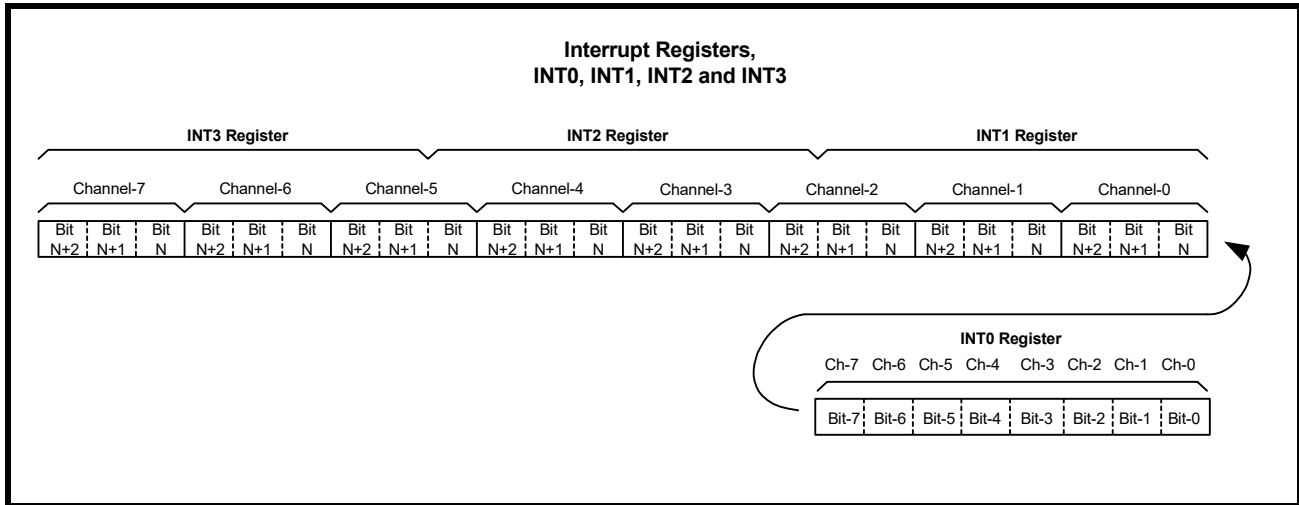 Interrupt Registers,
INT0, INT1, INT2 and INT3
INT3 Register INT2 Register INT1 Register
Channel-7 Channel-6 Channel-5 Channel-4 Channel-3 Channel-2 Channel-1 Channel-0
Bit Bit Bit Bit Bit Bit Bit Bit Bit Bit Bit Bit Bit Bit Bit Bit Bit Bit Bit Bit Bit Bit Bit Bit
N+2 N+1 N N+2 N+1 N N+2 N+1 N N+2 N+1 N N+2 N+1 N N+2 N+1 N N+2 N+1 N N+2 N+1 N
INT0 Register
Ch-7 Ch-6 Ch-5 Ch-4 Ch-3 Ch-2 Ch-1 Ch-0
Bit-7 Bit-6 Bit-5 Bit-4 Bit-3 Bit-2 Bit-1 Bit-0